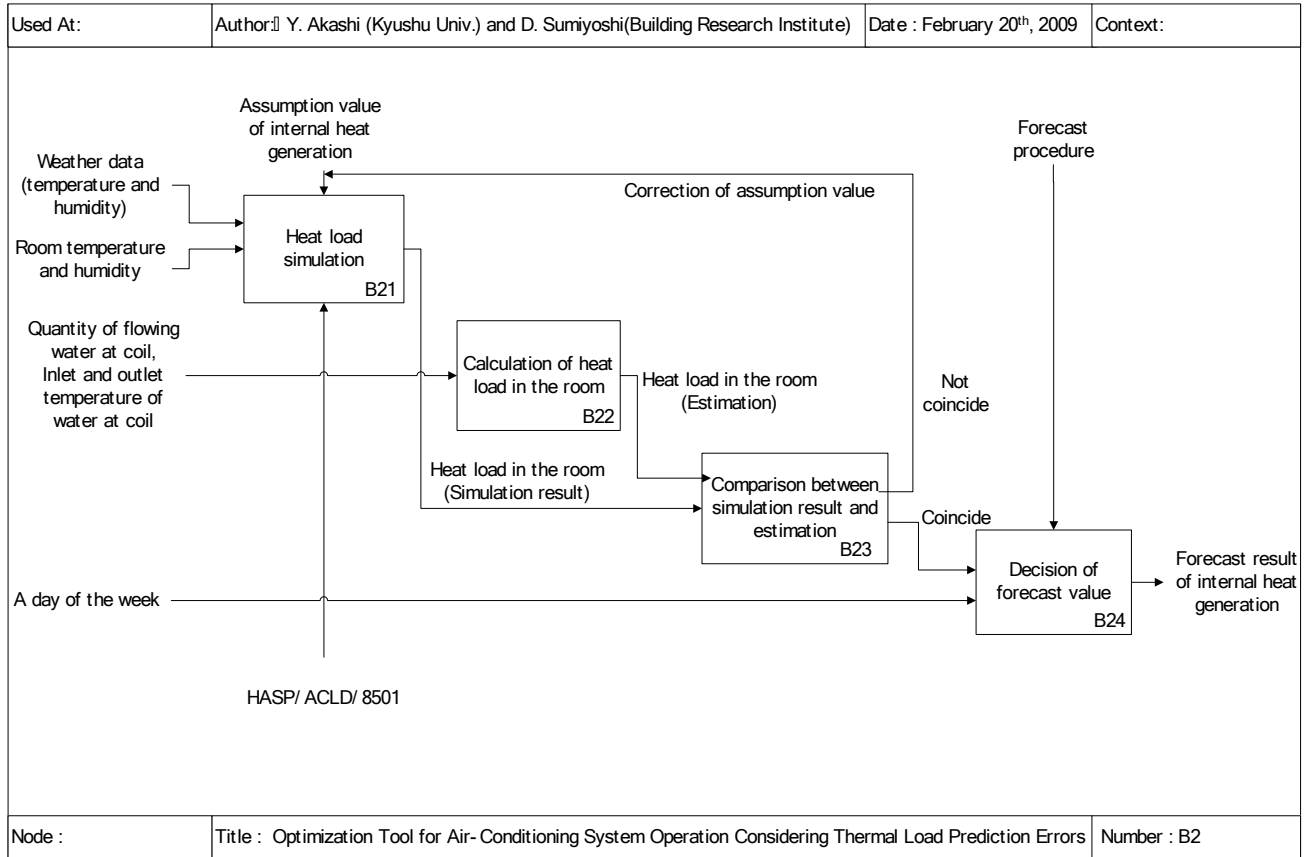 Used At:
Author: Y. Akashi (Kyushu Univ.) and D. Sumiyoshi(Building Research Institute)
Date : February 20th, 2009
Context:
Assumption value
of internal heat
generation
Forecast
procedure
Weather data
(temperature and
humidity)
Correction of assumption value
Room temperature
and humidity
Heat load
simulation
B21
Quantity of flowing
water at coil,
Inlet and outlet
temperature of
water at coil
Calculation of heat
load in the room
B22
Heat load in the room
(Estimation)
Not
coincide
Heat load in the room
(Simulation result)
Comparison between
simulation result and
estimation
B23
Coincide
Decision of
forecast value
B24
Forecast result
of internal heat
generation
A day of the week
HASP/ ACLD/ 8501
Node :
Title : Optimization Tool for Air- Conditioning System Operation Considering Thermal Load Prediction Errors
Number : B2